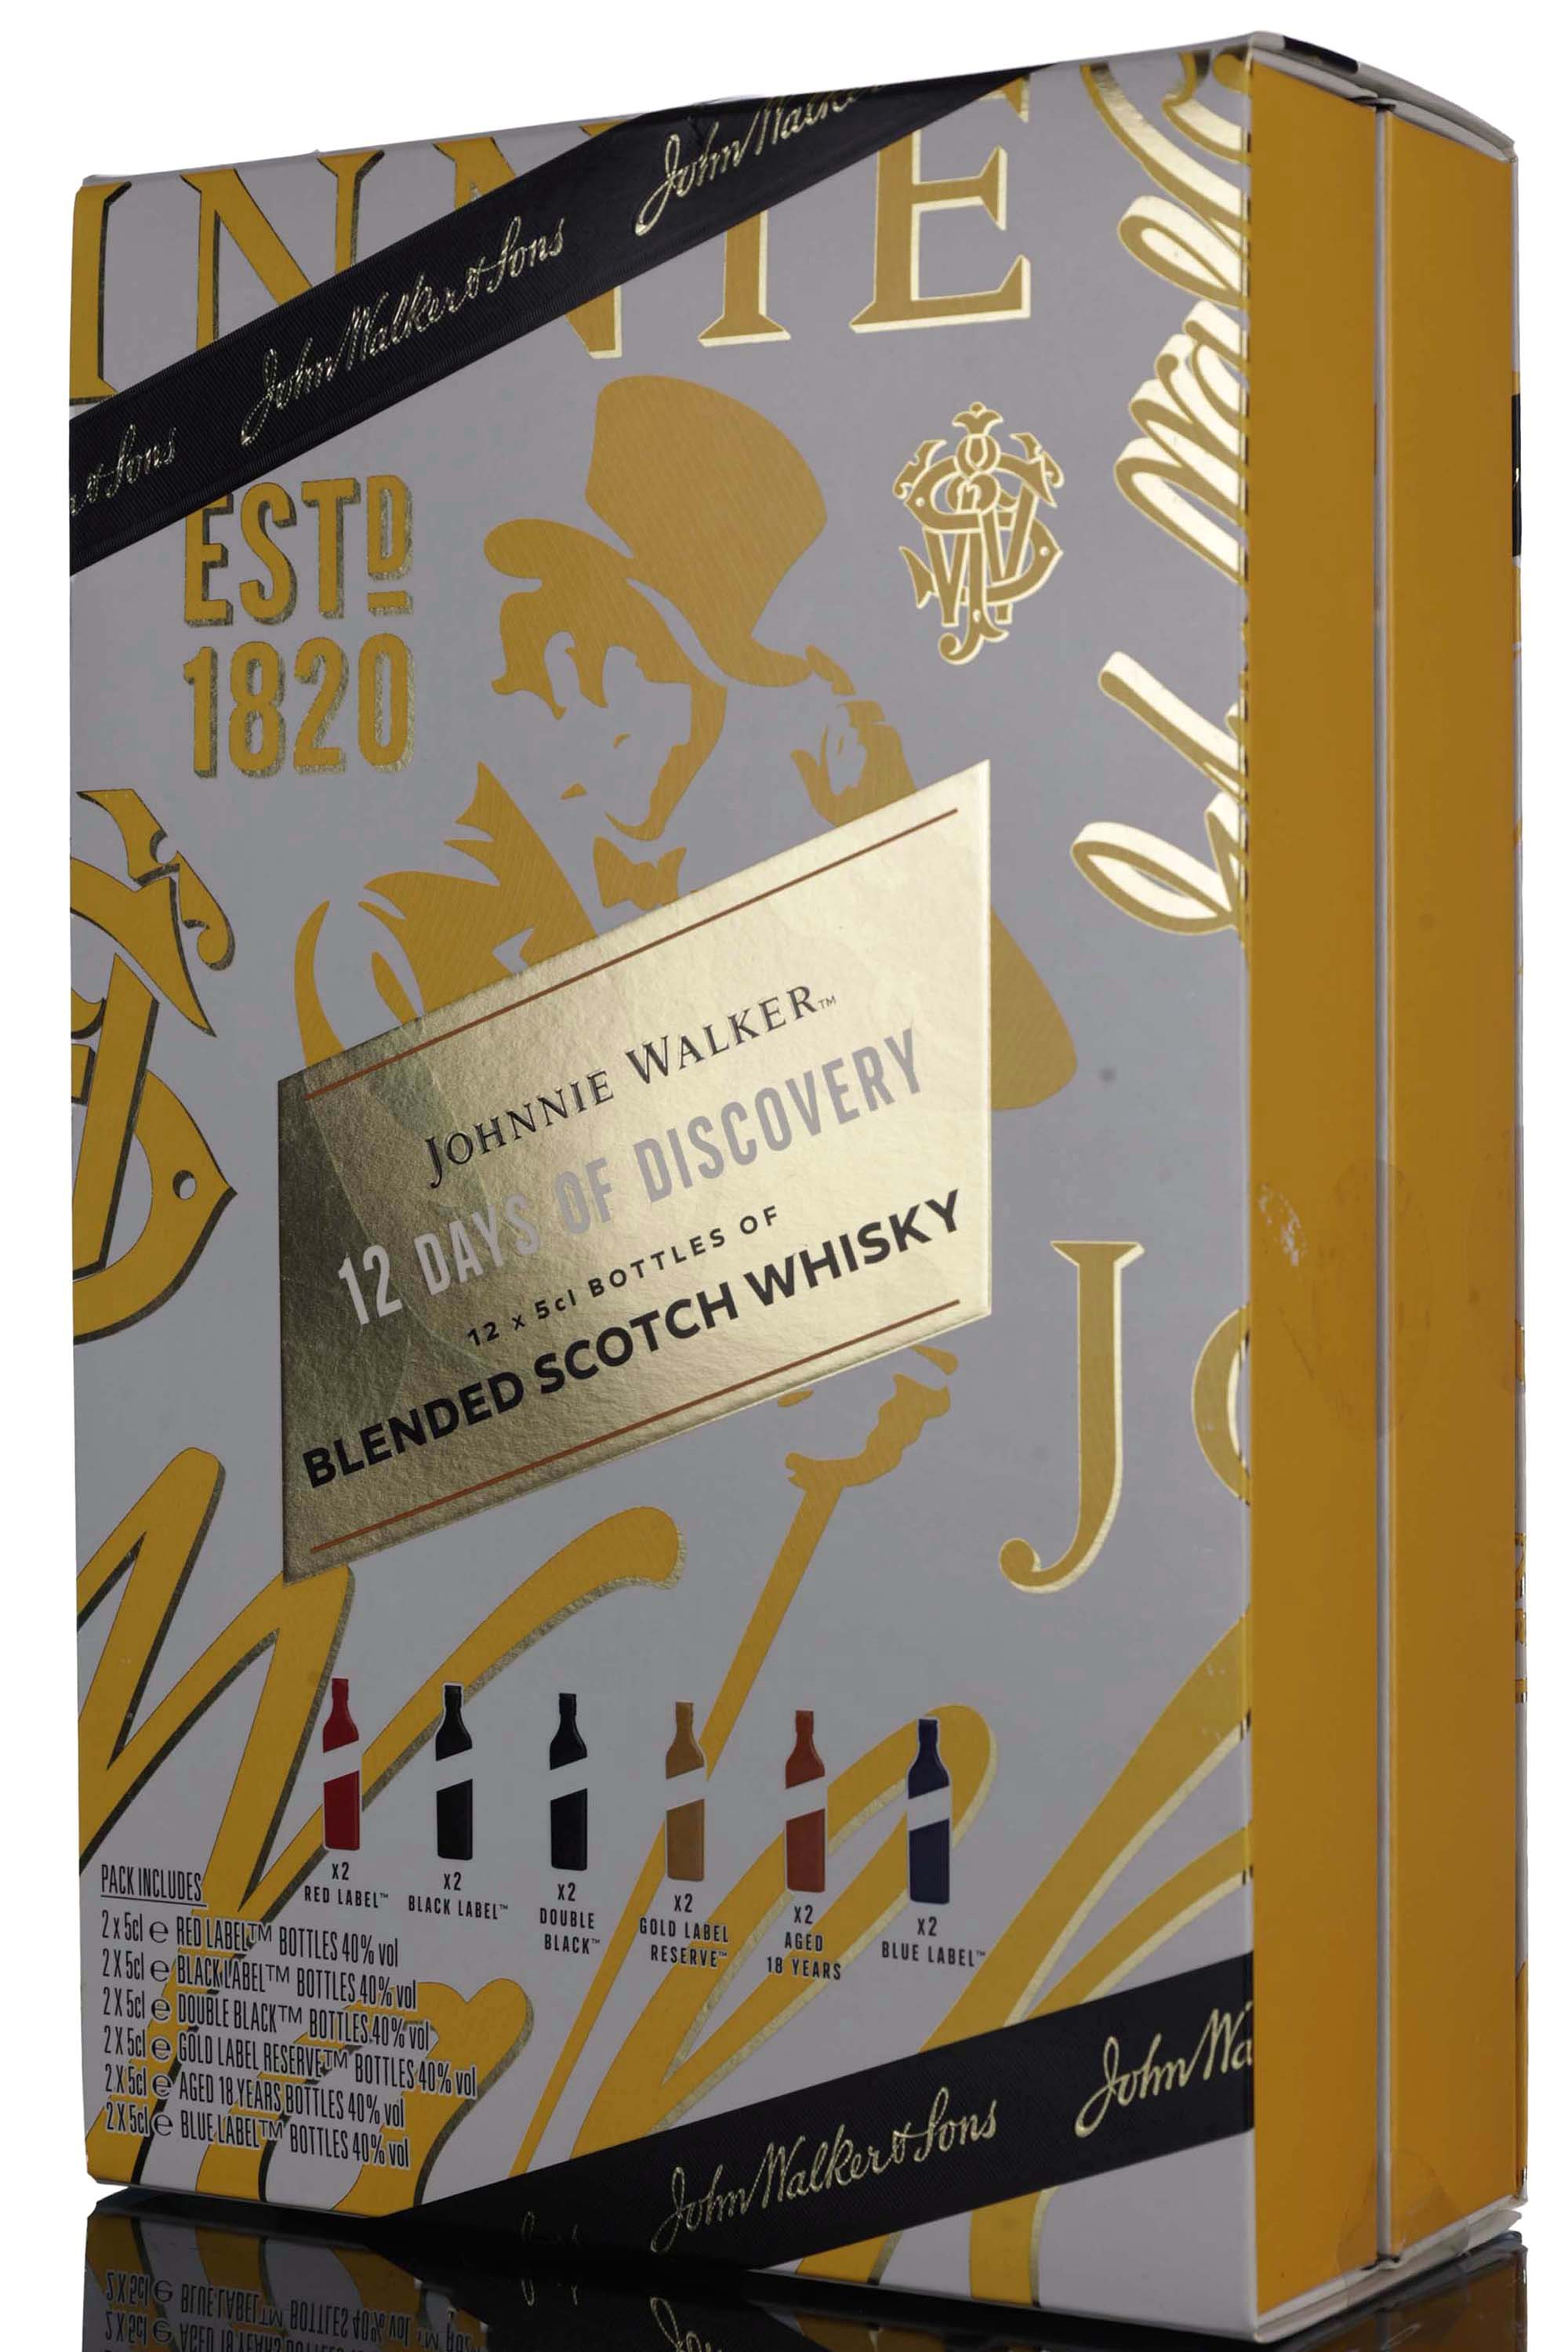 INNIE
John Walker
John Walker & Sons
& Sons
ESTD
1820
JOHNNIE WALKER™
12 DAYS OF DISCOVERY
12 x 5cl BOTTLES OF
BLENDED SCOTCH WHISKY
x2
RED LABEL™
x2
BLACK LABEL™
x2
DOUBLE
BLACK™
x2
GOLD LABEL
RESERVE™
x2
AGED
18 YEARS
x2
BLUE LABEL™
PACK INCLUDES
2 x 5cl ℮ RED LABEL™ BOTTLES 40% vol
2 X 5cl ℮ BLACK LABEL™ BOTTLES 40% vol
2 X 5cl ℮ DOUBLE BLACK™ BOTTLES 40% vol
2 X 5cl ℮ GOLD LABEL RESERVE™ BOTTLES 40% vol
2 X 5cl ℮ AGED 18 YEARS BOTTLES 40% vol
2 X 5cl ℮ BLUE LABEL™ BOTTLES 40% vol
John Wa
John Walker & Sons